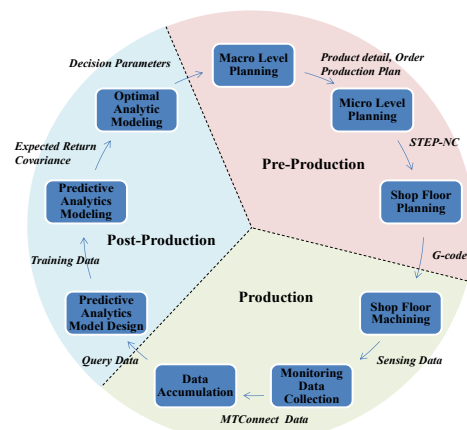 Decision Parameters
Macro Level
Planning
Product detail, Order
Production Plan
Optimal
Analytic
Modeling
Micro Level
Planning
STEP-NC
Expected Return
Covariance
Pre-Production
Predictive
Analytics
Modeling
Shop Floor
Planning
Post-Production
G-code
Training Data
Production
Predictive
Analytics
Model Design
Shop Floor
Machining
Query Data
Sensing Data
Data
Accumulation
Monitoring
Data
Collection
MTConnect Data